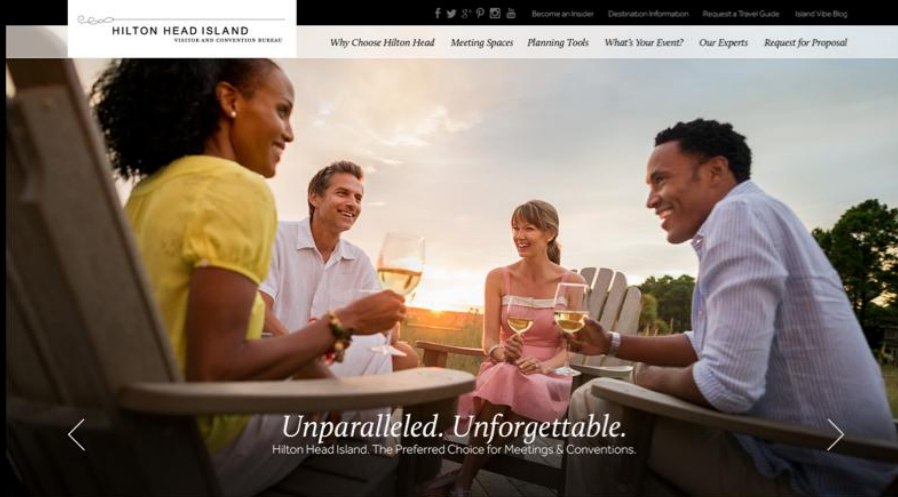 Become an Insider Destination Information Request a Travel Guide Island Vibe Blog
HILTON HEAD ISLAND
VISITOR AND CONVENTION BUREAU
Why Choose Hilton Head Meeting Spaces Planning Tools What's Your Event? Our Experts Request for Proposal
Unparalleled. Unforgettable.
Hilton Head Island. The Preferred Choice for Meetings & Conventions.